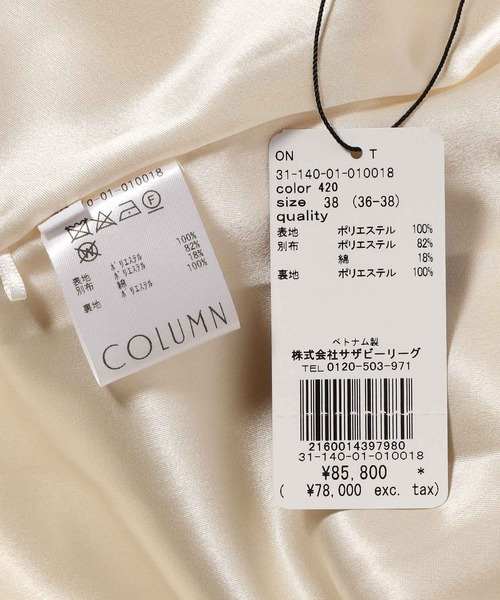 01-010018
表地 ポリエステル 100%
別布 ポリエステル 82%
綿 18%
裏地 ポリエステル 100%
COLUMN
ON T
31-140-01-010018
color 420
size 38 (36-38)
quality
表地 ポリエステル 100%
別布 ポリエステル 82%
綿 18%
裏地 ポリエステル 100%
ベトナム製
株式会社サザビーリーグ
TEL 0120-503-971
2160014397980
31-140-01-010018
¥85,800 *
( ¥78,000 exc. tax)